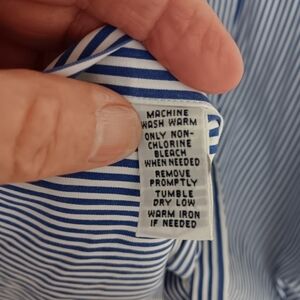 MACHINE
WASH WARM
ONLY NON-
CHLORINE
BLEACH
WHEN NEEDED
REMOVE
PROMPTLY
TUMBLE
DRY LOW
WARM IRON
IF NEEDED